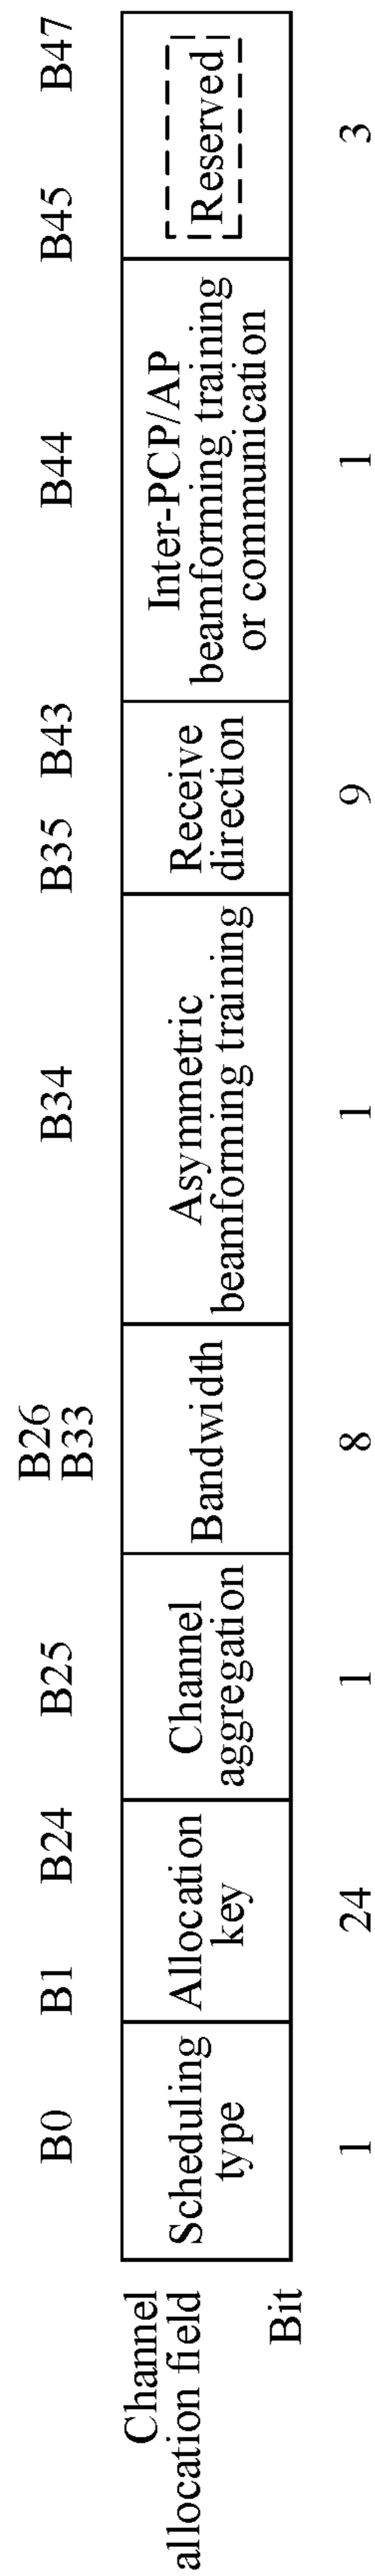 B0
B1
B24
B25
B26
B33
B34
B35
B43
B44
B45
B47
Channel
allocation field
Scheduling
type
Allocation
key
Channel
aggregation
Bandwidth
Asymmetric
beamforming training
Receive
direction
Inter-PCP/AP
beamforming training
or communication
Reserved
Bit
1
24
1
8
1
9
1
3